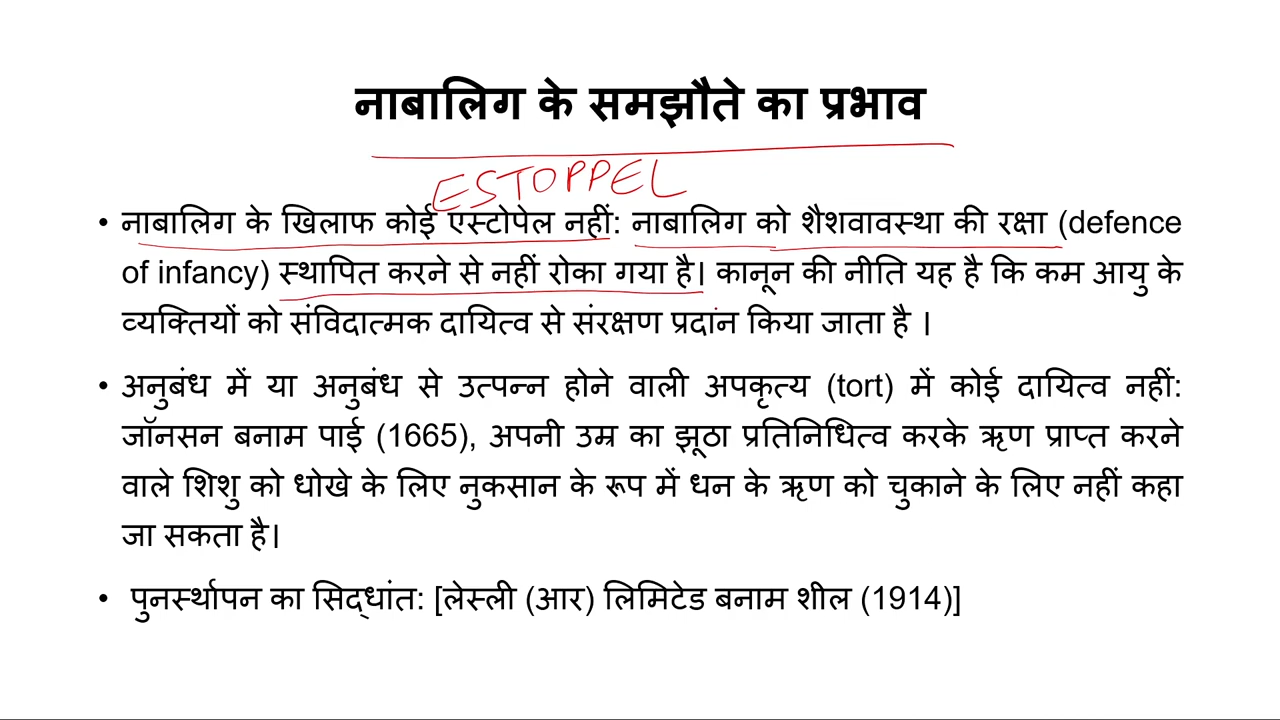 नाबालिग के समझौते का प्रभाव
ESTOPPEL
• नाबालिग के खिलाफ कोई एस्टोपेल नहीं: नाबालिग को शैशवावस्था की रक्षा (defence
of infancy) स्थापित करने से नहीं रोका गया है। कानून की नीति यह है कि कम आयु के
व्यक्तियों को संविदात्मक दायित्व से संरक्षण प्रदान किया जाता है ।
• अनुबंध में या अनुबंध से उत्पन्न होने वाली अपकृत्य (tort) में कोई दायित्व नहीं:
जॉनसन बनाम पाई (1665), अपनी उम्र का झूठा प्रतिनिधित्व करके ऋण प्राप्त करने
वाले शिशु को धोखे के लिए नुकसान के रूप में धन के ऋण को चुकाने के लिए नहीं कहा
जा सकता है।
• पुनर्स्थापन का सिद्धांत: [लेस्ली (आर) लिमिटेड बनाम शील (1914)]